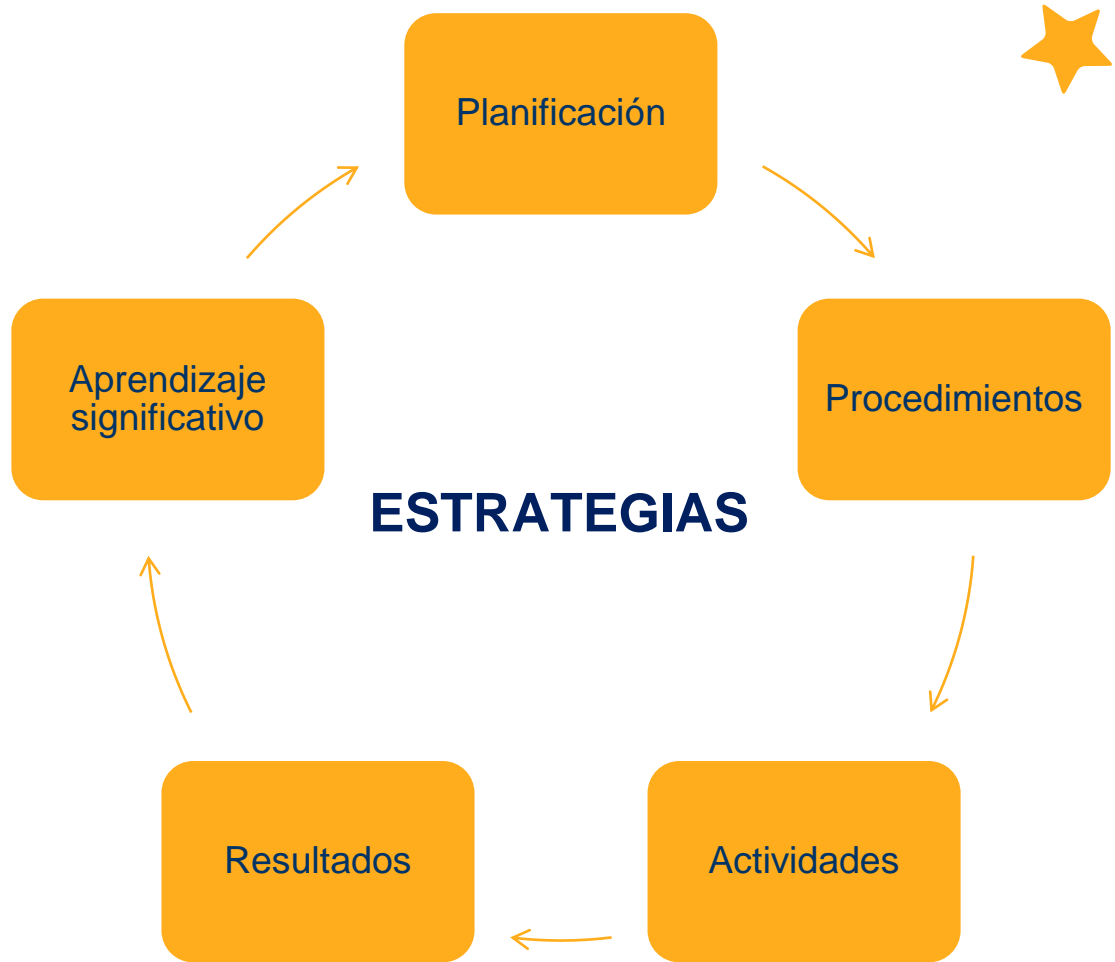 Planificación
Procedimientos
Actividades
Resultados
Aprendizaje
significativo
ESTRATEGIAS